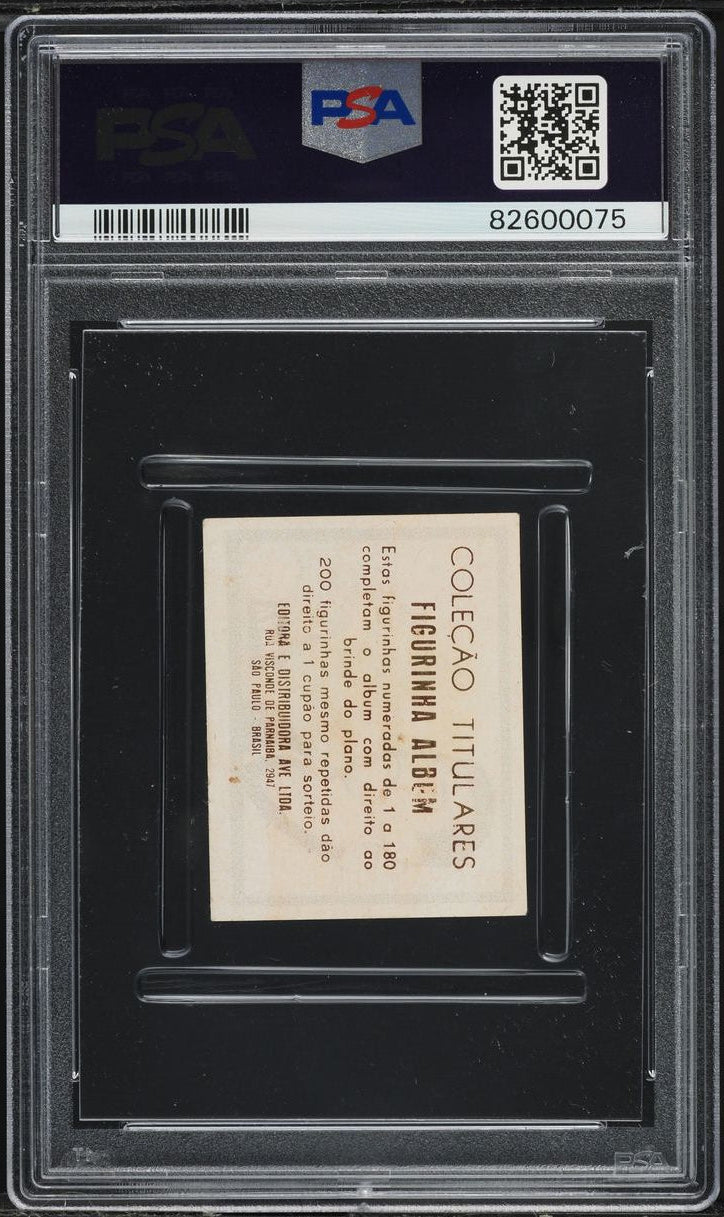 PSA
PSA
82600075
COLEÇÃO TITULARES
FIGURINHA ALBUM
Estas figurinhas numeradas de 1 a 180
completam o album com direito ao
brinde do plano.
200 figurinhas mesmo repetidas dão
direito a 1 cupão para sorteio.
EDITORA E DISTRIBUIDORA AVE LTDA.
RUA VISCONDE DE PARNAIBA, 2947
SÃO PAULO - BRASIL
PSA